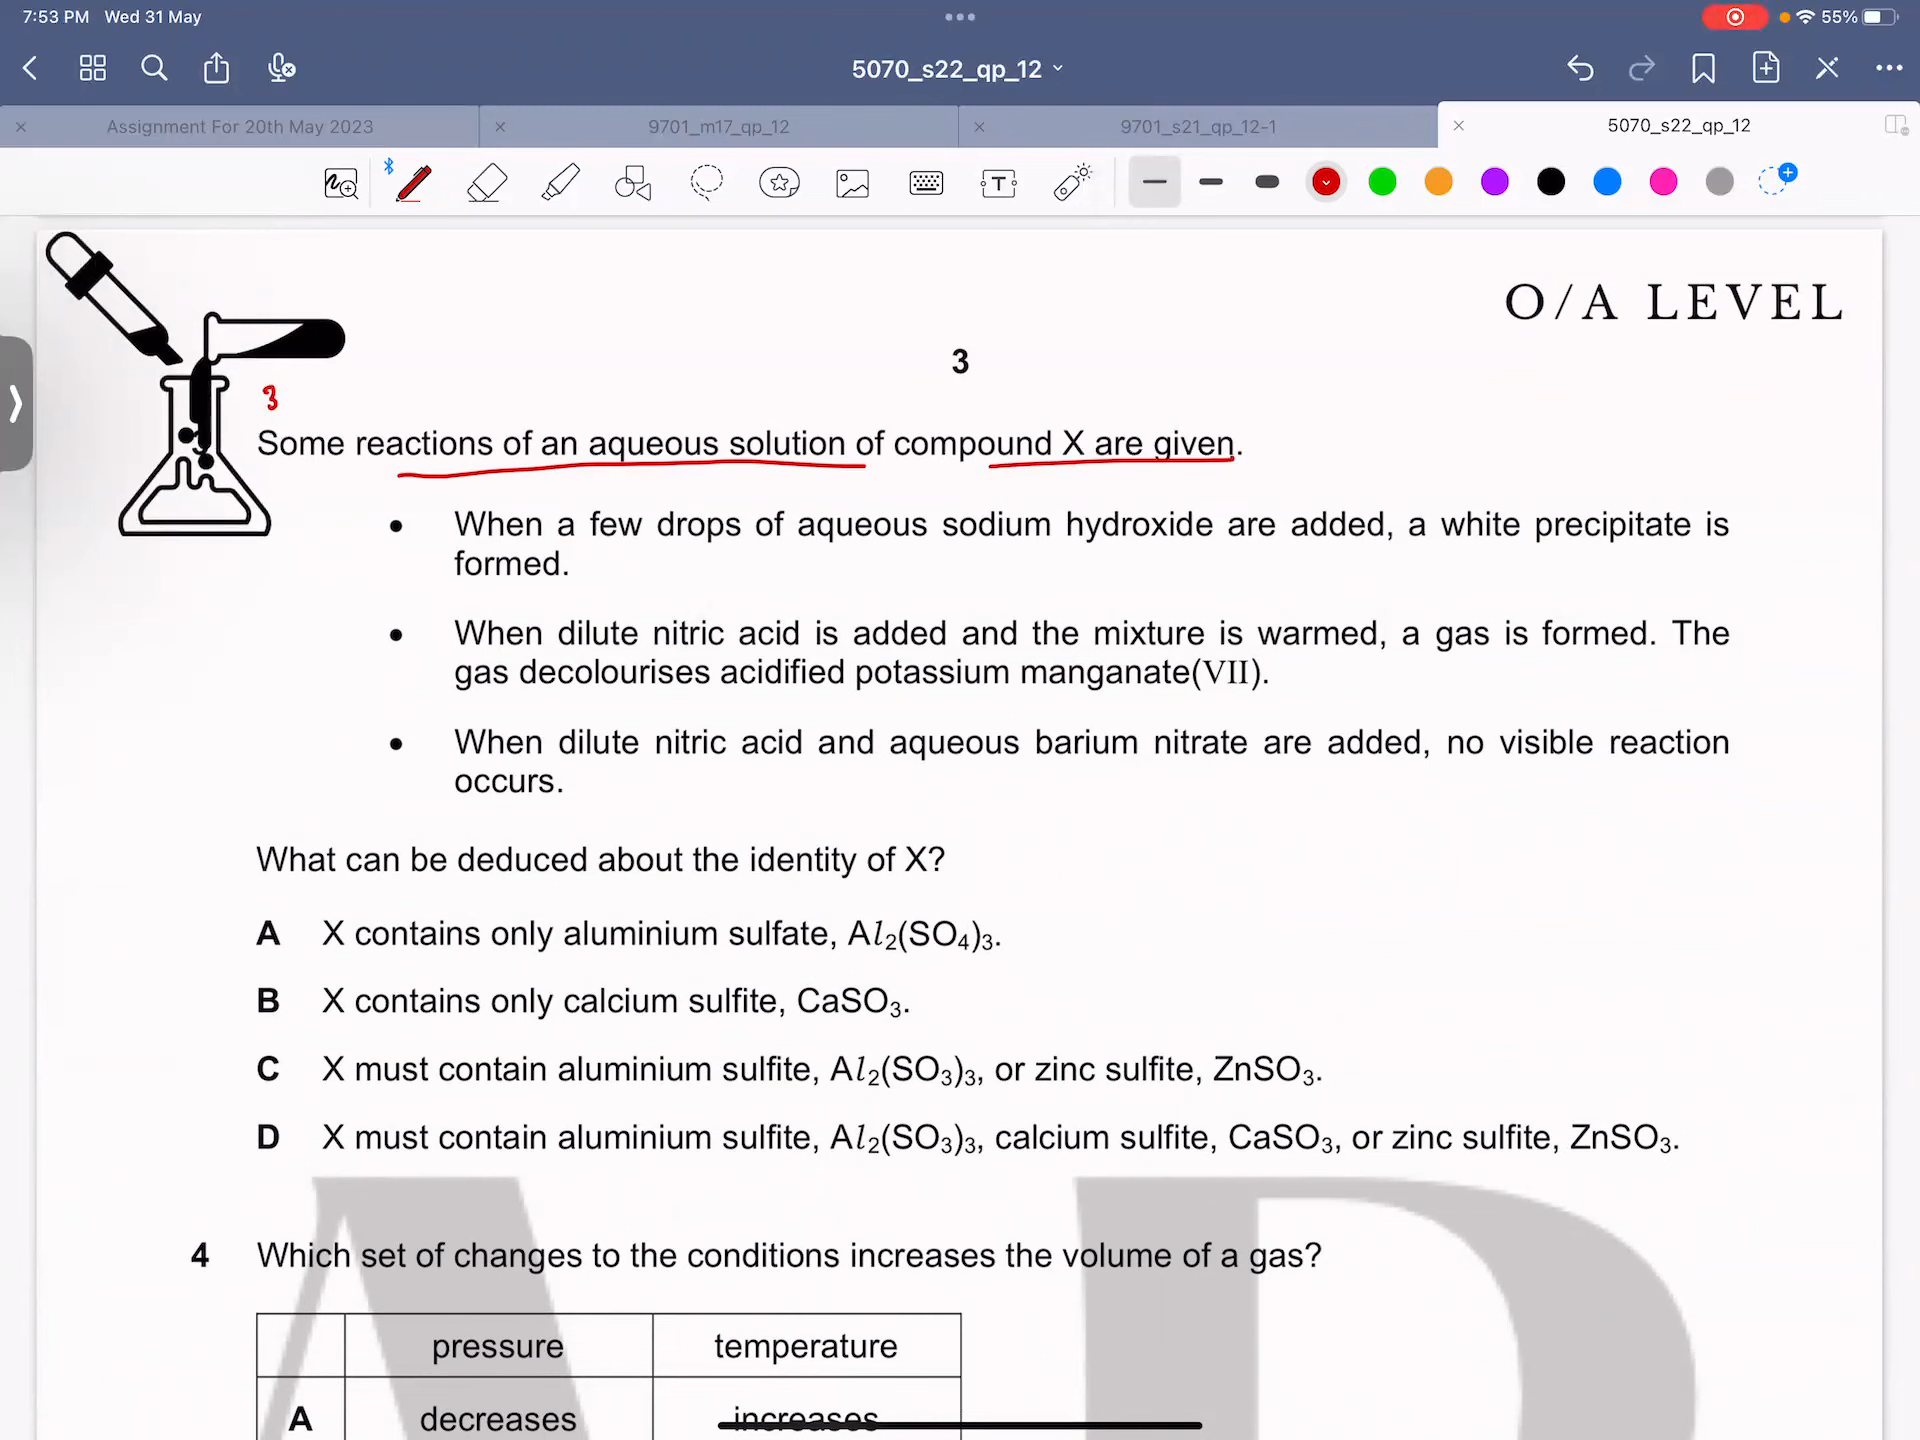 7:53 PM Wed 31 May
55%
5070_s22_qp_12
Assignment For 20th May 2023
9701_m17_qp_12
9701_s21_qp_12-1
5070_s22_qp_12
O/A LEVEL
3
3
Some reactions of an aqueous solution of compound X are given.
• When a few drops of aqueous sodium hydroxide are added, a white precipitate is
formed.
• When dilute nitric acid is added and the mixture is warmed, a gas is formed. The
gas decolourises acidified potassium manganate(VII).
• When dilute nitric acid and aqueous barium nitrate are added, no visible reaction
occurs.
What can be deduced about the identity of X?
A X contains only aluminium sulfate, Al₂(SO₄)₃.
B X contains only calcium sulfite, CaSO₃.
C X must contain aluminium sulfite, Al₂(SO₃)₃, or zinc sulfite, ZnSO₃.
D X must contain aluminium sulfite, Al₂(SO₃)₃, calcium sulfite, CaSO₃, or zinc sulfite, ZnSO₃.
4 Which set of changes to the conditions increases the volume of a gas?
pressure temperature
A decreases increases